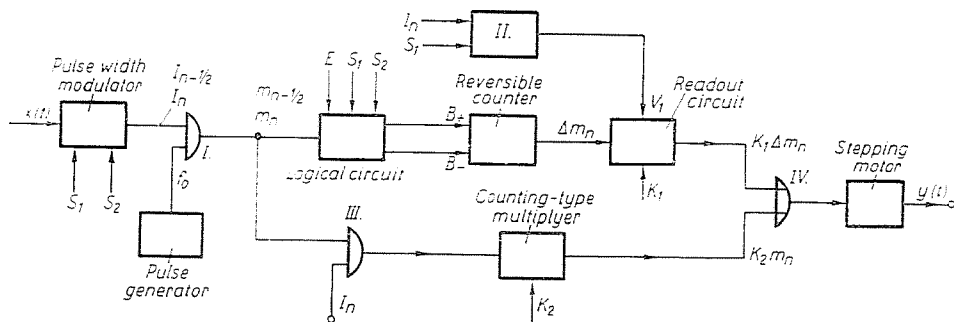 Pulse width
modulator
x(t)
S1
S2
In-1/2
In
I.
f0
Pulse
generator
mn-1/2
mn
E
S1
S2
Logical circuit
B+
B-
Reversible
counter
Δmn
In
S1
II.
V1
Readout
circuit
K1
K1Δmn
III.
In
Counting-type
multiplyer
K2
K2mn
IV.
Stepping
motor
y(t)